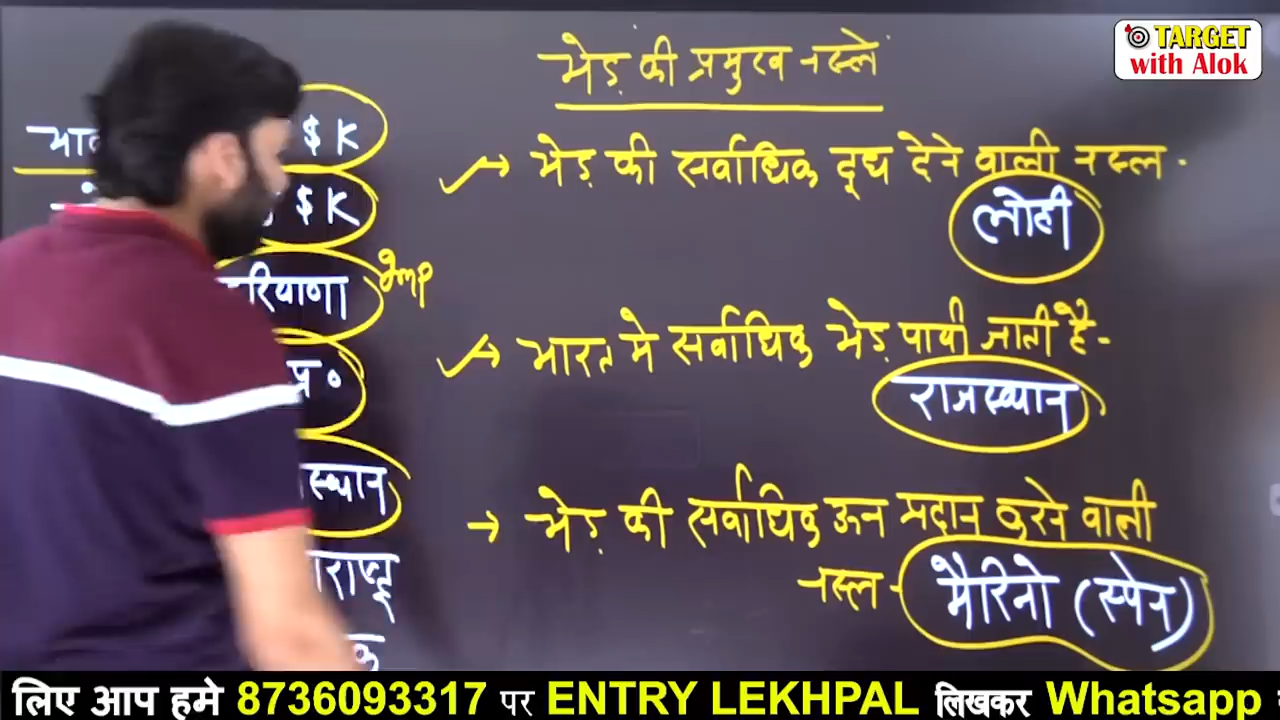 TARGET
with Alok
भेड़ की प्रमुख नस्लें
→ भेड़ की सर्वाधिक दूध देने वाली नस्ल -
लोही
→ भारत मे सर्वाधिक भेड़ पायी जाती है -
राजस्थान
→ भेड़ की सर्वाधिक ऊन प्रदान करने वाली
नस्ल - मैरिनो (स्पेन)
$ K
$ K
हरियाणा Imp
प्र॰
लिए आप हमे 8736093317 पर ENTRY LEKHPAL लिखकर Whatsapp